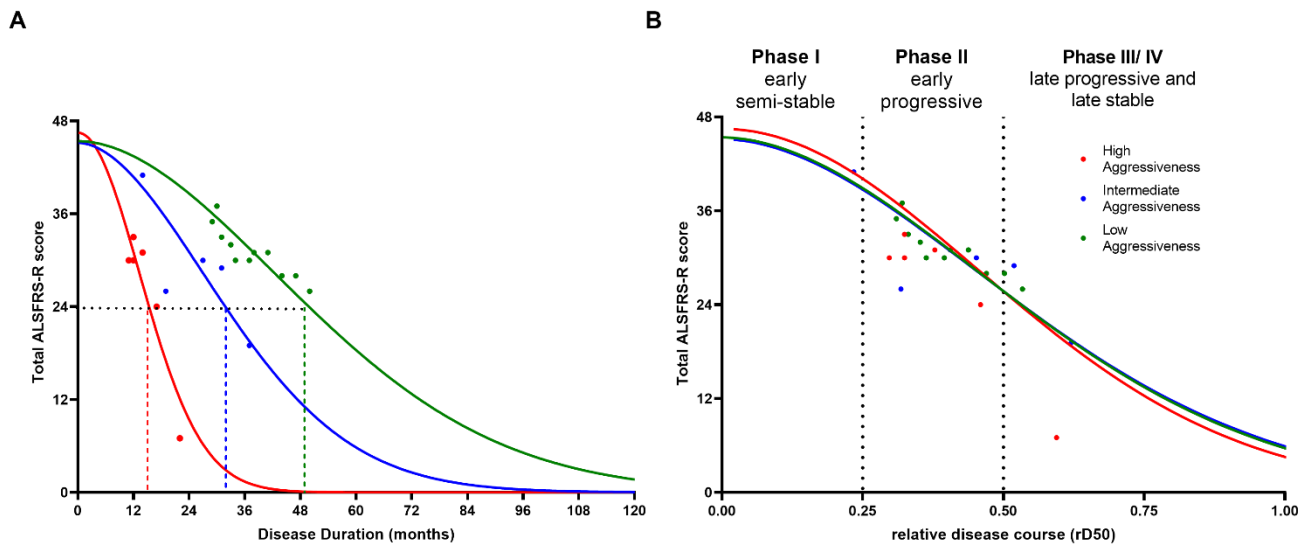 A
48
36
24
12
0
Total ALSFRS-R score
0
12
24
36
48
60
72
84
96
108
120
Disease Duration (months)
B
Phase I
early
semi-stable
Phase II
early
progressive
Phase III/ IV
late progressive and
late stable
48
36
24
12
0
Total ALSFRS-R score
High
Aggressiveness
Intermediate
Aggressiveness
Low
Aggressiveness
0.00
0.25
0.50
0.75
1.00
relative disease course (rD50)